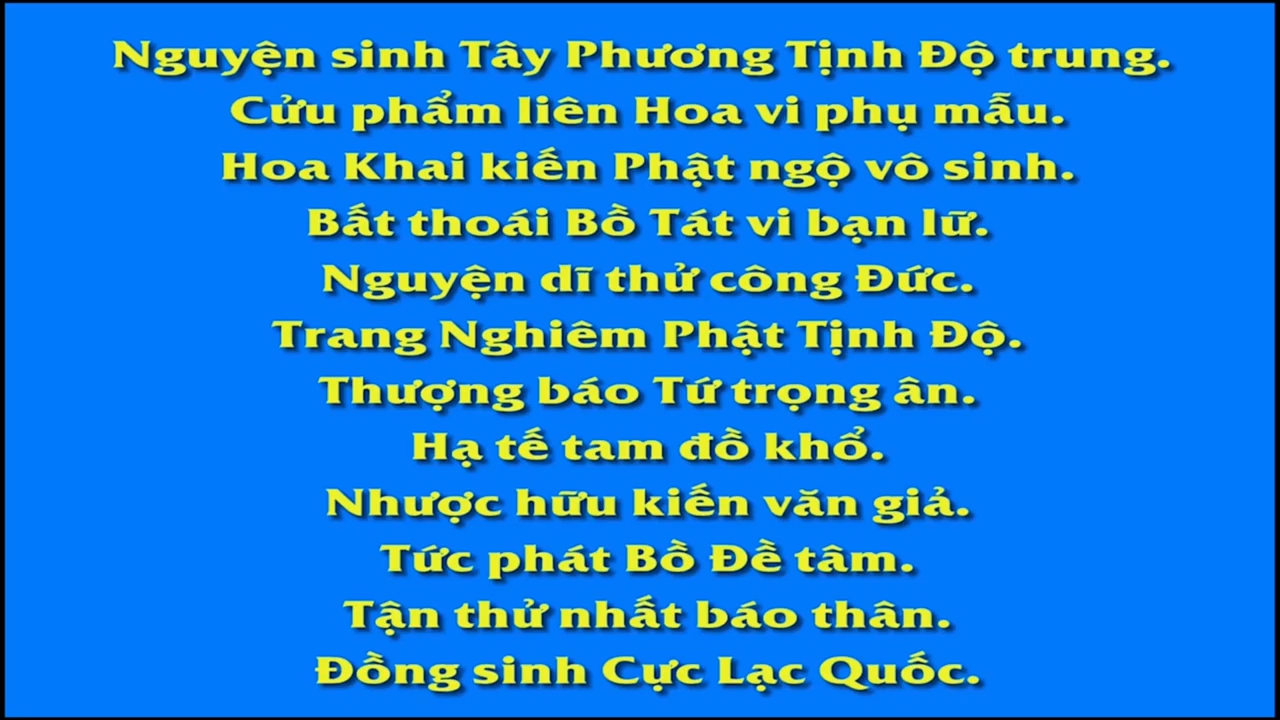 Nguyện sinh Tây Phương Tịnh Độ trung.
Cửu phẩm liên Hoa vi phụ mẫu.
Hoa Khai kiến Phật ngộ vô sinh.
Bất thoái Bồ Tát vi bạn lữ.
Nguyện dĩ thử công Đức.
Trang Nghiêm Phật Tịnh Độ.
Thượng báo Tứ trọng ân.
Hạ tế tam đồ khổ.
Nhược hữu kiến văn giả.
Tức phát Bồ Đề tâm.
Tận thử nhất báo thân.
Đồng sinh Cực Lạc Quốc.